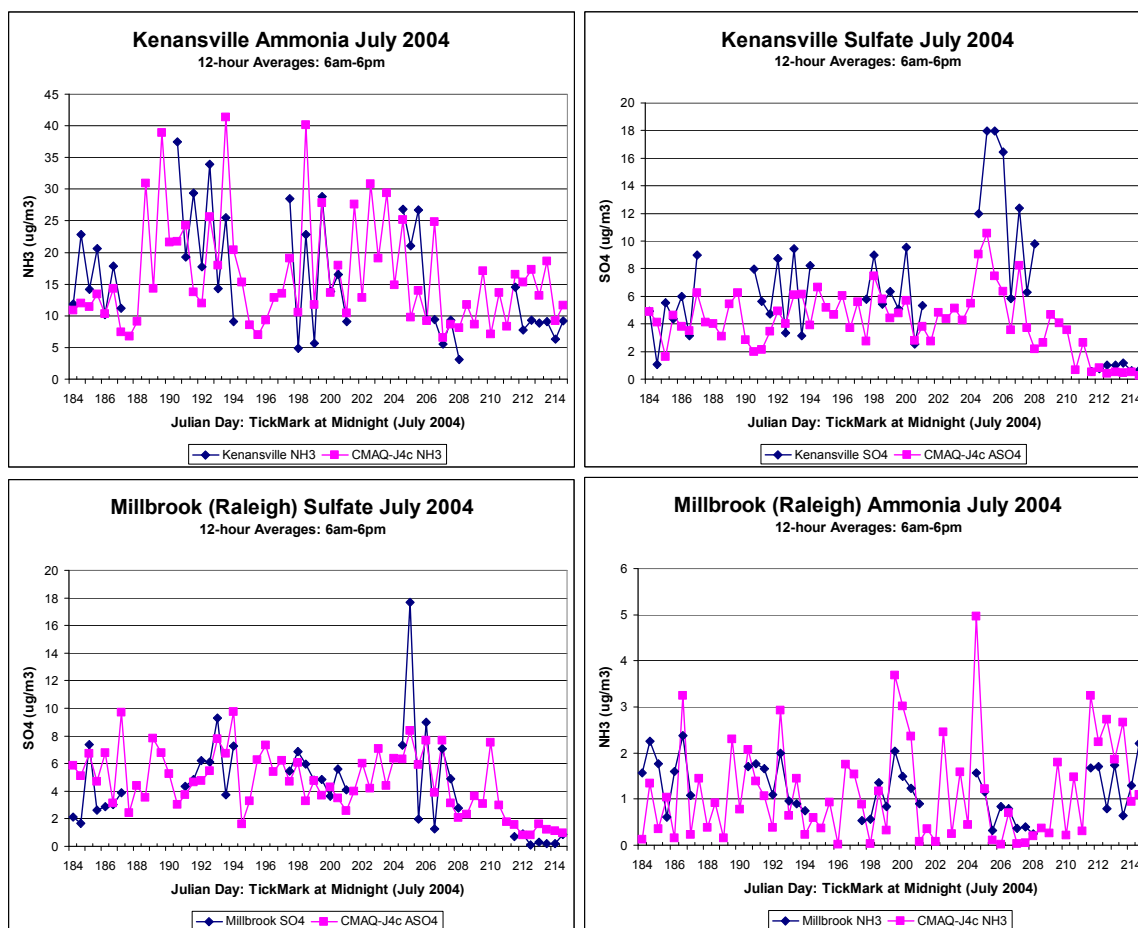 Kenansville Ammonia July 2004
12-hour Averages: 6am-6pm
NH3 (ug/m3)
45
40
35
30
25
20
15
10
5
0
184 186 188 190 192 194 196 198 200 202 204 206 208 210 212 214
Julian Day: TickMark at Midnight (July 2004)
Kenansville NH3 CMAQ-J4c NH3
Kenansville Sulfate July 2004
12-hour Averages: 6am-6pm
SO4 (ug/m3)
20
18
16
14
12
10
8
6
4
2
0
184 186 188 190 192 194 196 198 200 202 204 206 208 210 212 214
Julian Day: TickMark at Midnight (July 2004)
Kenansville SO4 CMAQ-J4c ASO4
Millbrook (Raleigh) Sulfate July 2004
12-hour Averages: 6am-6pm
SO4 (ug/m3)
20
18
16
14
12
10
8
6
4
2
0
184 186 188 190 192 194 196 198 200 202 204 206 208 210 212 214
Julian Day: TickMark at Midnight (July 2004)
Millbrook SO4 CMAQ-J4c ASO4
Millbrook (Raleigh) Ammonia July 2004
12-hour Averages: 6am-6pm
NH3 (ug/m3)
6
5
4
3
2
1
0
184 186 188 190 192 194 196 198 200 202 204 206 208 210 212 214
Julian Day: TickMark at Midnight (July 2004)
Millbrook NH3 CMAQ-J4c NH3